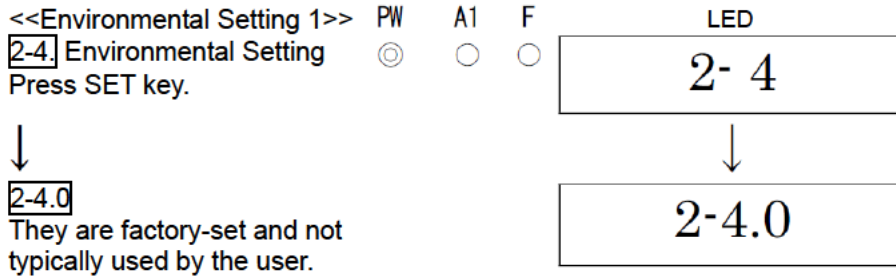 <<Environmental Setting 1>> PW A1 F LED
2-4. Environmental Setting ◎ ○ ○ 2- 4
Press SET key.
↓ ↓
2-4.0 2-4.0
They are factory-set and not
typically used by the user.